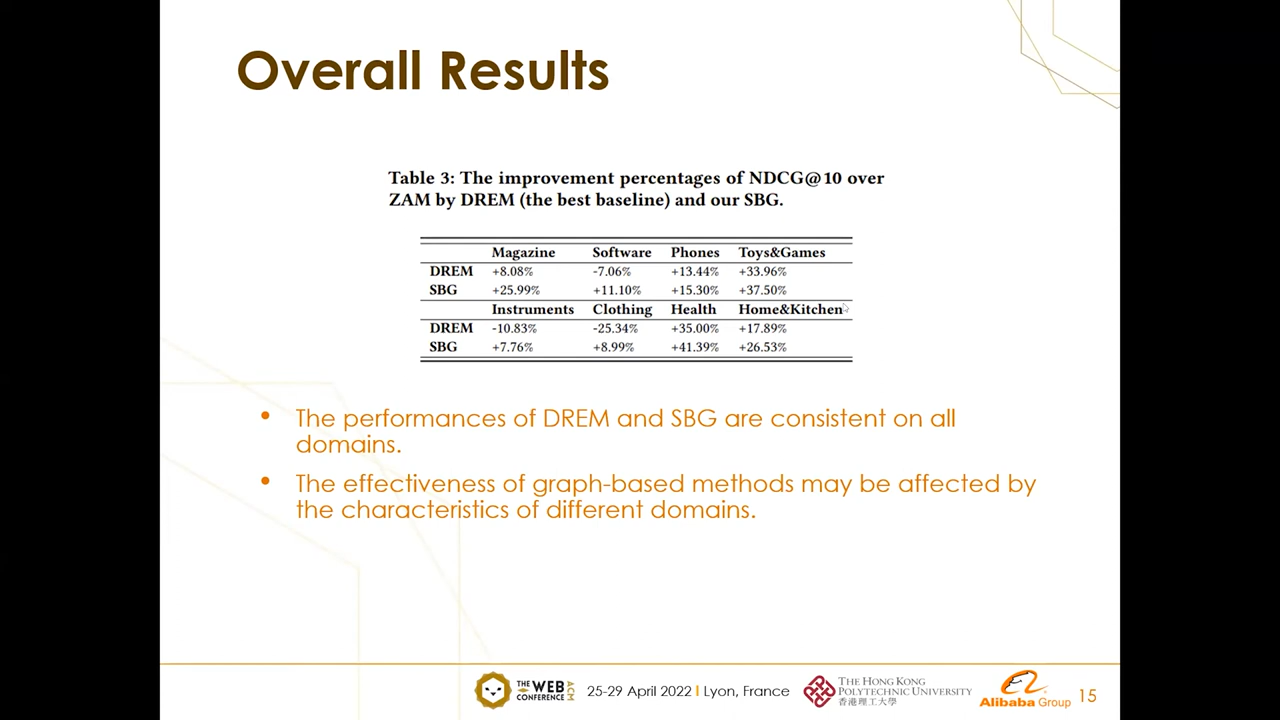 Overall Results
Table 3: The improvement percentages of NDCG@10 over
ZAM by DREM (the best baseline) and our SBG.
Magazine Software Phones Toys&Games
DREM +8.08% -7.06% +13.44% +33.96%
SBG +25.99% +11.10% +15.30% +37.50%
Instruments Clothing Health Home&Kitchen
DREM -10.83% -25.34% +35.00% +17.89%
SBG +7.76% +8.99% +41.39% +26.53%
• The performances of DREM and SBG are consistent on all
domains.
• The effectiveness of graph-based methods may be affected by
the characteristics of different domains.
THE WEB CONFERENCE ACM
25-29 April 2022 | Lyon, France
THE HONG KONG
POLYTECHNIC UNIVERSITY
香港理工大學
Alibaba Group
15